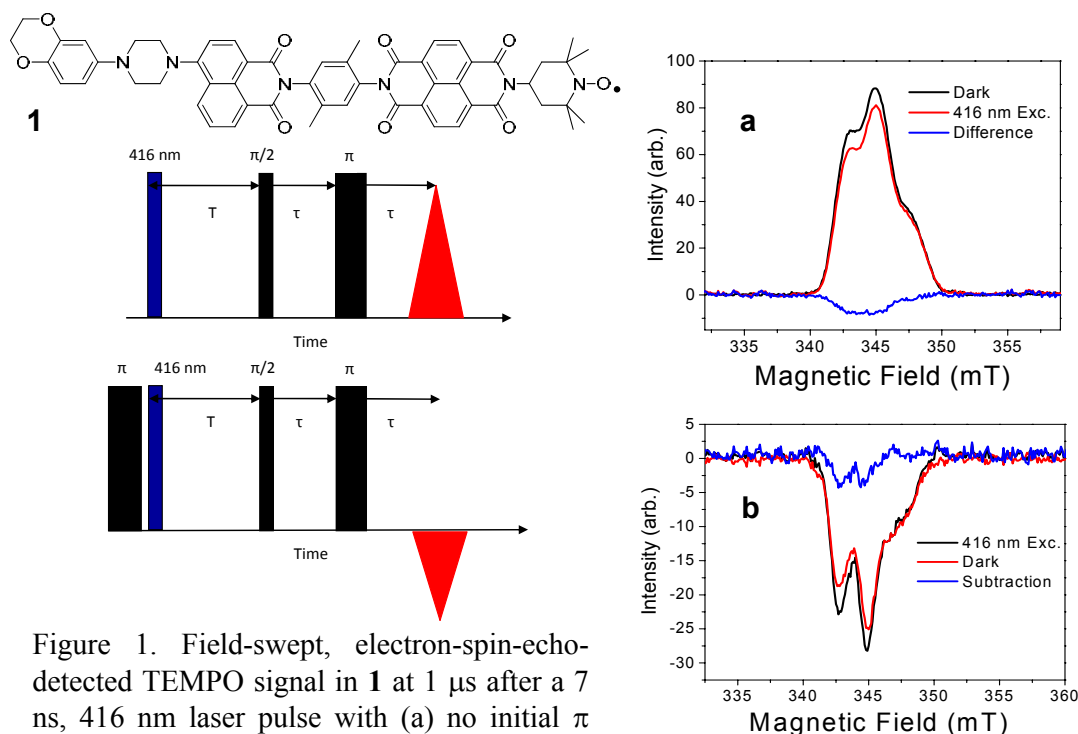 O
O
N
N
O
N
O
O
N
O
O
N
O
N
O
1
416 nm
π/2
π
T
τ
τ
Time
π
416 nm
π/2
π
T
τ
τ
Time
Figure 1. Field-swept, electron-spin-echo-
detected TEMPO signal in 1 at 1 μs after a 7
ns, 416 nm laser pulse with (a) no initial π
a
Dark
416 nm Exc.
Difference
Intensity (arb.)
100
80
60
40
20
0
335 340 345 350 355
Magnetic Field (mT)
b
416 nm Exc.
Dark
Subtraction
Intensity (arb.)
5
0
-5
-10
-15
-20
-25
-30
335 340 345 350 355 360
Magnetic Field (mT)